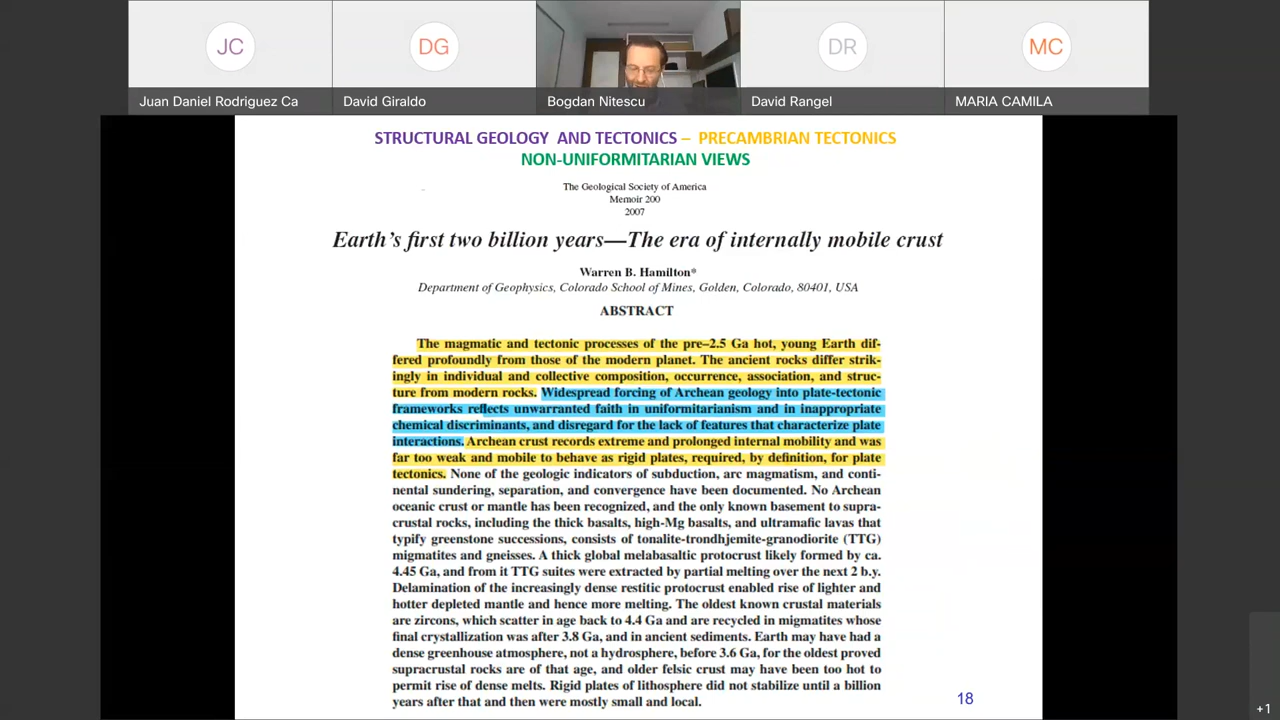 JC
DG
DR
MC
Juan Daniel Rodriguez Ca
David Giraldo
Bogdan Nitescu
David Rangel
MARIA CAMILA
STRUCTURAL GEOLOGY AND TECTONICS – PRECAMBRIAN TECTONICS
NON-UNIFORMITARIAN VIEWS
The Geological Society of America
Memoir 200
2007
Earth's first two billion years—The era of internally mobile crust
Warren B. Hamilton*
Department of Geophysics, Colorado School of Mines, Golden, Colorado, 80401, USA
ABSTRACT
The magmatic and tectonic processes of the pre–2.5 Ga hot, young Earth dif-
fered profoundly from those of the modern planet. The ancient rocks differ strik-
ingly in individual and collective composition, occurrence, association, and struc-
ture from modern rocks. Widespread forcing of Archean geology into plate-tectonic
frameworks reflects unwarranted faith in uniformitarianism and in inappropriate
chemical discriminants, and disregard for the lack of features that characterize plate
interactions. Archean crust records extreme and prolonged internal mobility and was
far too weak and mobile to behave as rigid plates, required, by definition, for plate
tectonics. None of the geologic indicators of subduction, arc magmatism, and conti-
nental sundering, separation, and convergence have been documented. No Archean
oceanic crust or mantle has been recognized, and the only known basement to supra-
crustal rocks, including the thick basalts, high-Mg basalts, and ultramafic lavas that
typify greenstone successions, consists of tonalite-trondhjemite-granodiorite (TTG)
migmatites and gneisses. A thick global melabasaltic protocrust likely formed by ca.
4.45 Ga, and from it TTG suites were extracted by partial melting over the next 2 b.y.
Delamination of the increasingly dense restitic protocrust enabled rise of lighter and
hotter depleted mantle and hence more melting. The oldest known crustal materials
are zircons, which scatter in age back to 4.4 Ga and are recycled in migmatites whose
final crystallization was after 3.8 Ga, and in ancient sediments. Earth may have had a
dense greenhouse atmosphere, not a hydrosphere, before 3.6 Ga, for the oldest proved
supracrustal rocks are of that age, and older felsic crust may have been too hot to
permit rise of dense melts. Rigid plates of lithosphere did not stabilize until a billion
years after that and then were mostly small and local.
18
+1